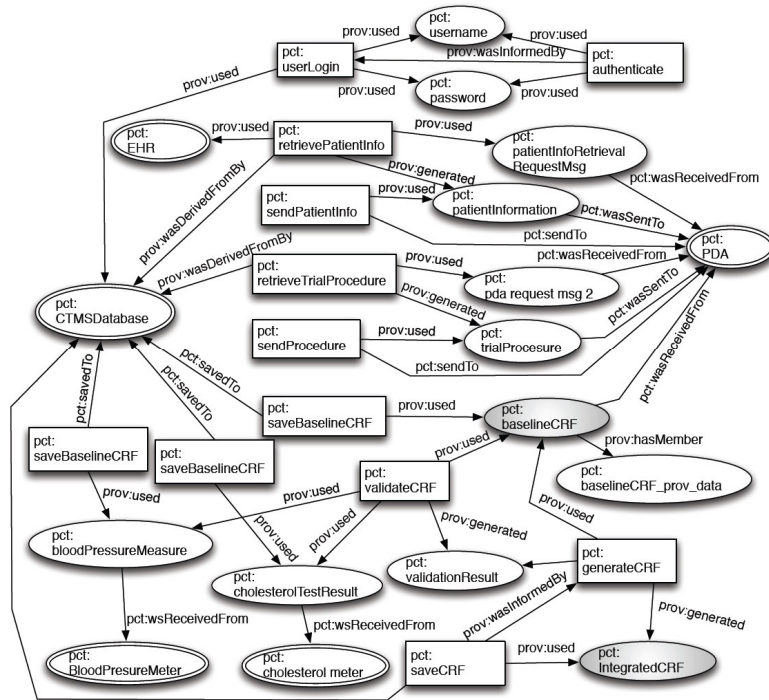 pct:
username
prov:used
prov:used
prov:wasInformedBy
pct:
userLogin
pct:
authenticate
prov:used
prov:used
prov:used
pct:
password
pct:
EHR
prov:used
pct:
retrievePatientInfo
prov:used
pct:
patientInfoRetrieval
RequestMsg
prov:generated
pct:wasReceivedFrom
prov:wasDerivedFromBy
pct:
sendPatientInfo
prov:used
pct:
patientInformation
pct:wasSentTo
pct:sendTo
pct:
PDA
prov:wasDerivedFromBy
pct:
retrieveTrialProcedure
prov:used
pct:wasReceivedFrom
pct:
pda request msg 2
pct:
CTMSDatabase
prov:generated
pct:wasSentTo
pct:
sendProcedure
prov:used
pct:
trialProcesure
pct:sendTo
pct:wasReceivedFrom
pct:savedTo
pct:savedTo
pct:savedTo
pct:
saveBaselineCRF
prov:used
pct:
baselineCRF
pct:
saveBaselineCRF
pct:
saveBaselineCRF
prov:used
prov:hasMember
pct:
validateCRF
pct:
baselineCRF_prov_data
prov:used
prov:used
prov:used
prov:used
prov:generated
prov:used
pct:
bloodPressureMeasure
pct:
cholesterolTestResult
pct:
validationResult
pct:
generateCRF
pct:wsReceivedFrom
pct:wsReceivedFrom
prov:wasInformedBy
prov:generated
pct:
BloodPresureMeter
pct:
cholesterol meter
pct:
saveCRF
prov:used
pct:
IntegratedCRF